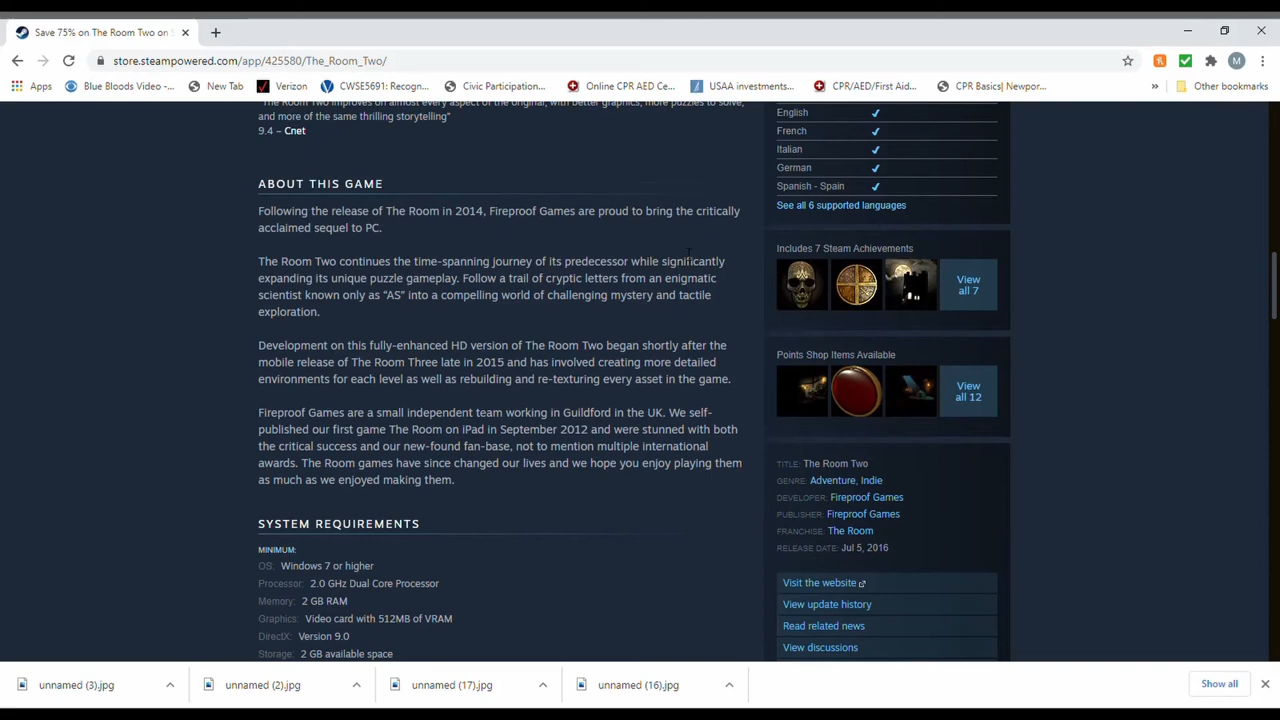 Save 75% on The Room Two on S
store.steampowered.com/app/425580/The_Room_Two/
M
Apps
Blue Bloods Video -...
New Tab
Verizon
CWSE5691: Recogn...
Civic Participation...
Online CPR AED Ce...
USAA investments...
CPR/AED/First Aid...
CPR Basics| Newpor...
»
Other bookmarks
"The Room Two improves on almost every aspect of the original, with better graphics, more puzzles to solve,
and more of the same thrilling storytelling"
9.4 – Cnet
ABOUT THIS GAME
Following the release of The Room in 2014, Fireproof Games are proud to bring the critically
acclaimed sequel to PC.
The Room Two continues the time-spanning journey of its predecessor while significantly
expanding its unique puzzle gameplay. Follow a trail of cryptic letters from an enigmatic
scientist known only as “AS” into a compelling world of challenging mystery and tactile
exploration.
Development on this fully-enhanced HD version of The Room Two began shortly after the
mobile release of The Room Three late in 2015 and has involved creating more detailed
environments for each level as well as rebuilding and re-texturing every asset in the game.
Fireproof Games are a small independent team working in Guildford in the UK. We self-
published our first game The Room on iPad in September 2012 and were stunned with both
the critical success and our new-found fan-base, not to mention multiple international
awards. The Room games have since changed our lives and we hope you enjoy playing them
as much as we enjoyed making them.
SYSTEM REQUIREMENTS
MINIMUM:
OS: Windows 7 or higher
Processor: 2.0 GHz Dual Core Processor
Memory: 2 GB RAM
Graphics: Video card with 512MB of VRAM
DirectX: Version 9.0
Storage: 2 GB available space
English
French
Italian
German
Spanish - Spain
See all 6 supported languages
Includes 7 Steam Achievements
View
all 7
Points Shop Items Available
View
all 12
TITLE: The Room Two
GENRE: Adventure, Indie
DEVELOPER: Fireproof Games
PUBLISHER: Fireproof Games
FRANCHISE: The Room
RELEASE DATE: Jul 5, 2016
Visit the website
View update history
Read related news
View discussions
unnamed (3).jpg
unnamed (2).jpg
unnamed (17).jpg
unnamed (16).jpg
Show all